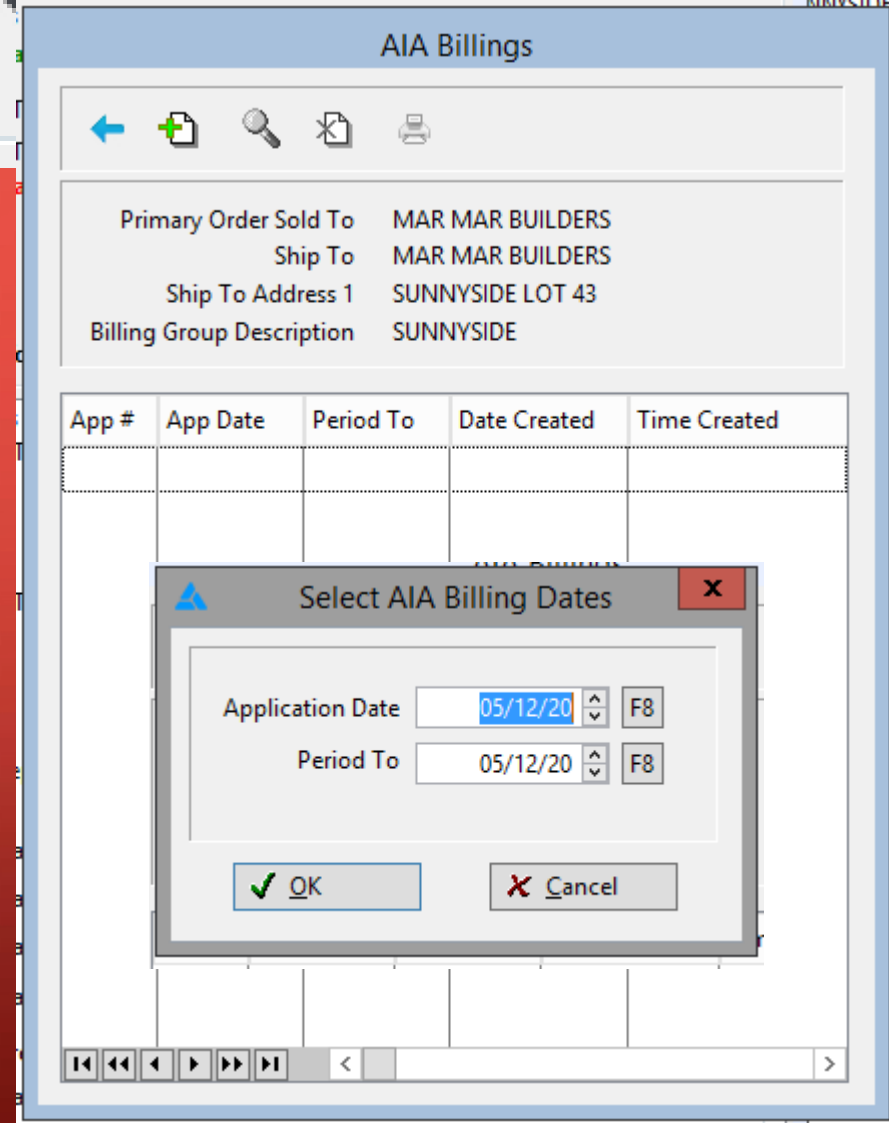 AIA Billings
Primary Order Sold To MAR MAR BUILDERS
Ship To MAR MAR BUILDERS
Ship To Address 1 SUNNYSIDE LOT 43
Billing Group Description SUNNYSIDE
App # App Date Period To Date Created Time Created
AIA Billings
Select AIA Billing Dates x
Application Date 05/12/20 F8
Period To 05/12/20 F8
OK Cancel